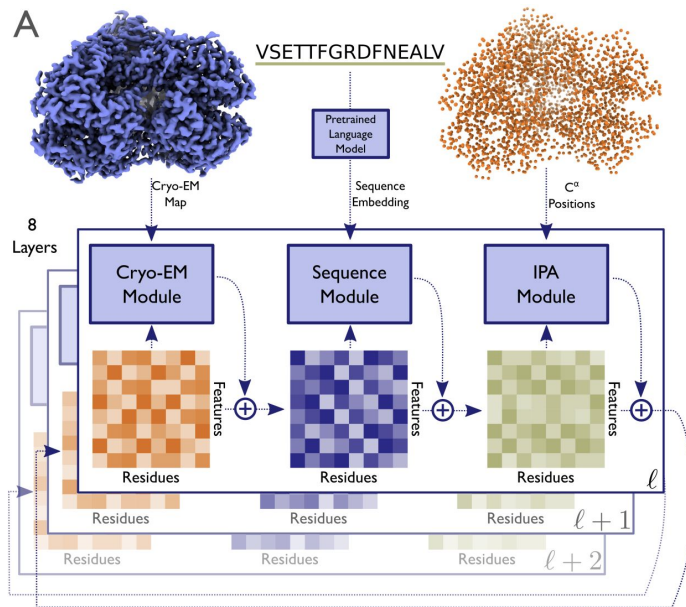 A
VSETTFGRDFNEALV
Pretrained
Language
Model
Cryo-EM
Map
Sequence
Embedding
Cα
Positions
8
Layers
Cryo-EM
Module
Sequence
Module
IPA
Module
Features
Features
Features
Residues
Residues
Residues
ℓ
Residues
Residues
Residues
ℓ + 1
Residues
Residues
Residues
ℓ + 2